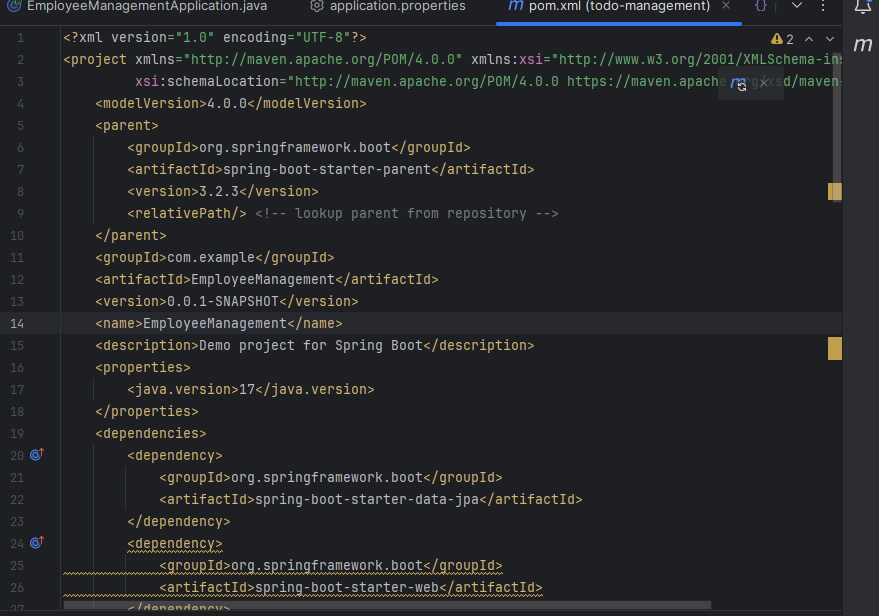 EmployeeManagementApplication.java application.properties m pom.xml (todo-management) {}
1 <?xml version="1.0" encoding="UTF-8"?> 2
2 <project xmlns="http://maven.apache.org/POM/4.0.0" xmlns:xsi="http://www.w3.org/2001/XMLSchema-ins
m
3 xsi:schemaLocation="http://maven.apache.org/POM/4.0.0 https://maven.apache.org/xsd/maven-
4 <modelVersion>4.0.0</modelVersion>
5 <parent>
6 <groupId>org.springframework.boot</groupId>
7 <artifactId>spring-boot-starter-parent</artifactId>
8 <version>3.2.3</version>
9 <relativePath/> <!-- lookup parent from repository -->
10 </parent>
11 <groupId>com.example</groupId>
12 <artifactId>EmployeeManagement</artifactId>
13 <version>0.0.1-SNAPSHOT</version>
14 <name>EmployeeManagement</name>
15 <description>Demo project for Spring Boot</description>
16 <properties>
17 <java.version>17</java.version>
18 </properties>
19 <dependencies>
20 <dependency>
21 <groupId>org.springframework.boot</groupId>
22 <artifactId>spring-boot-starter-data-jpa</artifactId>
23 </dependency>
24 <dependency>
25 <groupId>org.springframework.boot</groupId>
26 <artifactId>spring-boot-starter-web</artifactId>
27 </dependency>